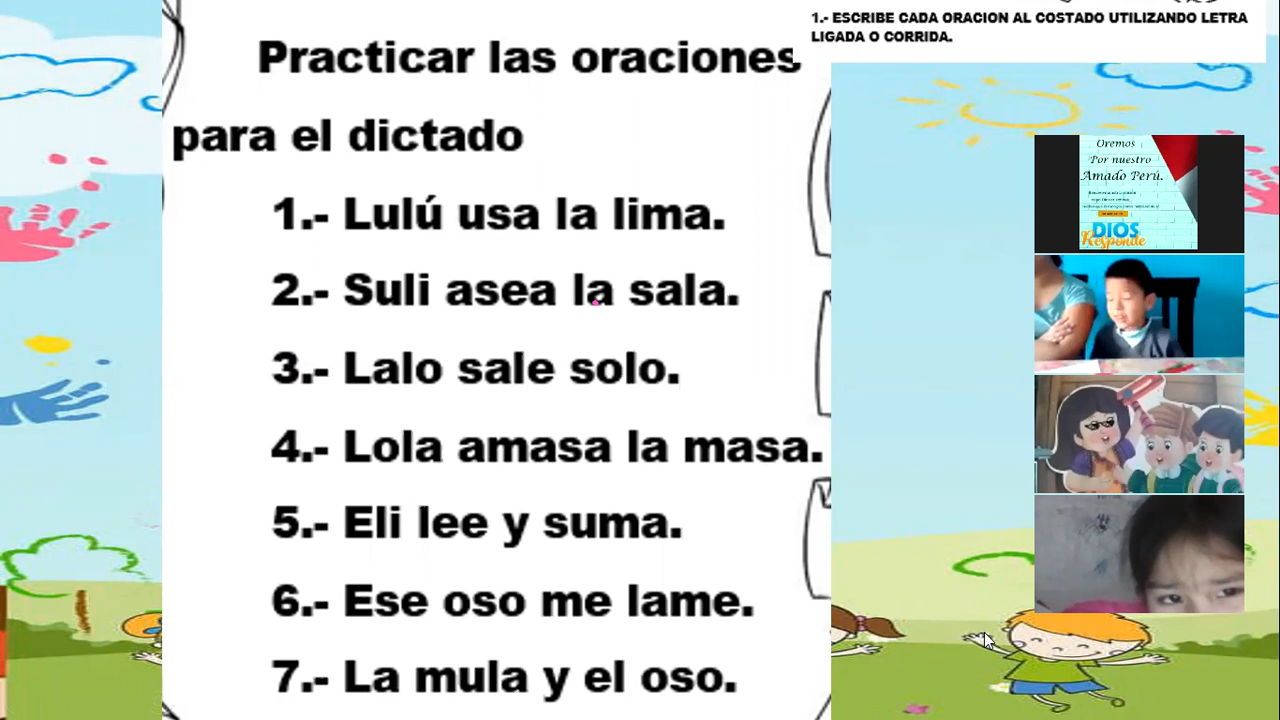 1.- ESCRIBE CADA ORACION AL COSTADO UTILIZANDO LETRA
LIGADA O CORRIDA.
Practicar las oraciones
para el dictado
1.- Lulú usa la lima.
2.- Suli asea la sala.
3.- Lalo sale solo.
4.- Lola amasa la masa.
5.- Eli lee y suma.
6.- Ese oso me lame.
7.- La mula y el oso.
Oremos
Por nuestro
Amado Perú.
DIOS
Responde